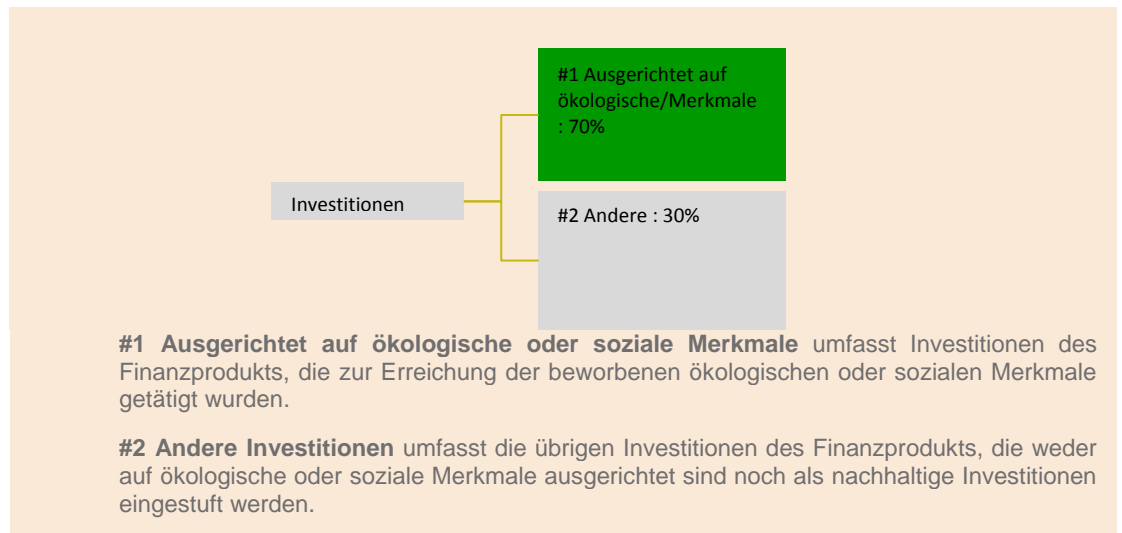 #1 Ausgerichtet auf
ökologische/Merkmale
: 70%
Investitionen
#2 Andere : 30%
#1 Ausgerichtet auf ökologische oder soziale Merkmale umfasst Investitionen des
Finanzprodukts, die zur Erreichung der beworbenen ökologischen oder sozialen Merkmale
getätigt wurden.
#2 Andere Investitionen umfasst die übrigen Investitionen des Finanzprodukts, die weder
auf ökologische oder soziale Merkmale ausgerichtet sind noch als nachhaltige Investitionen
eingestuft werden.